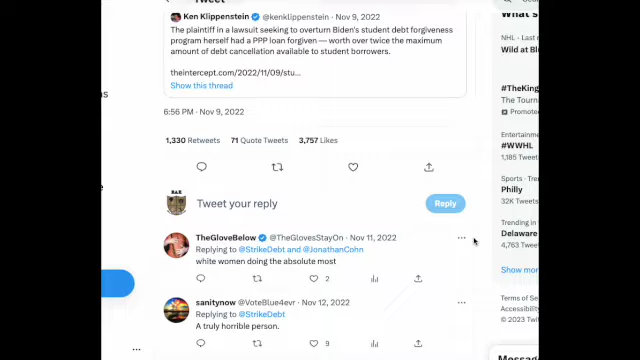 Tweet
What's
Ken Klippenstein @kenklippenstein · Nov 9, 2022
The plaintiff in a lawsuit seeking to overturn Biden's student debt forgiveness
program herself had a PPP loan forgiven — worth over twice the maximum
amount of debt cancellation available to student borrowers.
theintercept.com/2022/11/09/stu...
Show this thread
6:56 PM · Nov 9, 2022
1,330 Retweets 71 Quote Tweets 3,757 Likes
Tweet your reply
Reply
TheGloveBelow @TheGlovesStayOn · Nov 11, 2022
Replying to @StrikeDebt and @JonathanCohn
white women doing the absolute most
2
sanitynow @VoteBlue4evr · Nov 12, 2022
Replying to @StrikeDebt
A truly horrible person.
9
NHL · Last
Wild at Bl
#TheKing
The Tourna
Promoted
Entertainme
#WWHL
1,185 Tweet
Sports · Tre
Philly
32K Tweets
Trending in
Delaware
4,763 Twee
Show mor
Terms of Se
Accessibility
© 2023 Twi
Messag